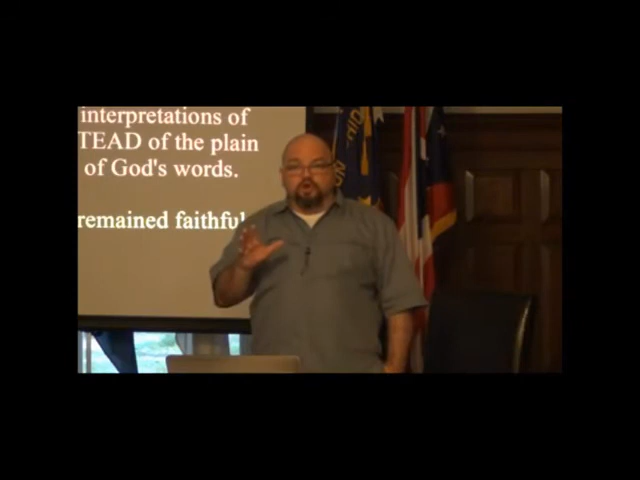 interpretations of
TEAD of the plain
of God's words.
remained faithful